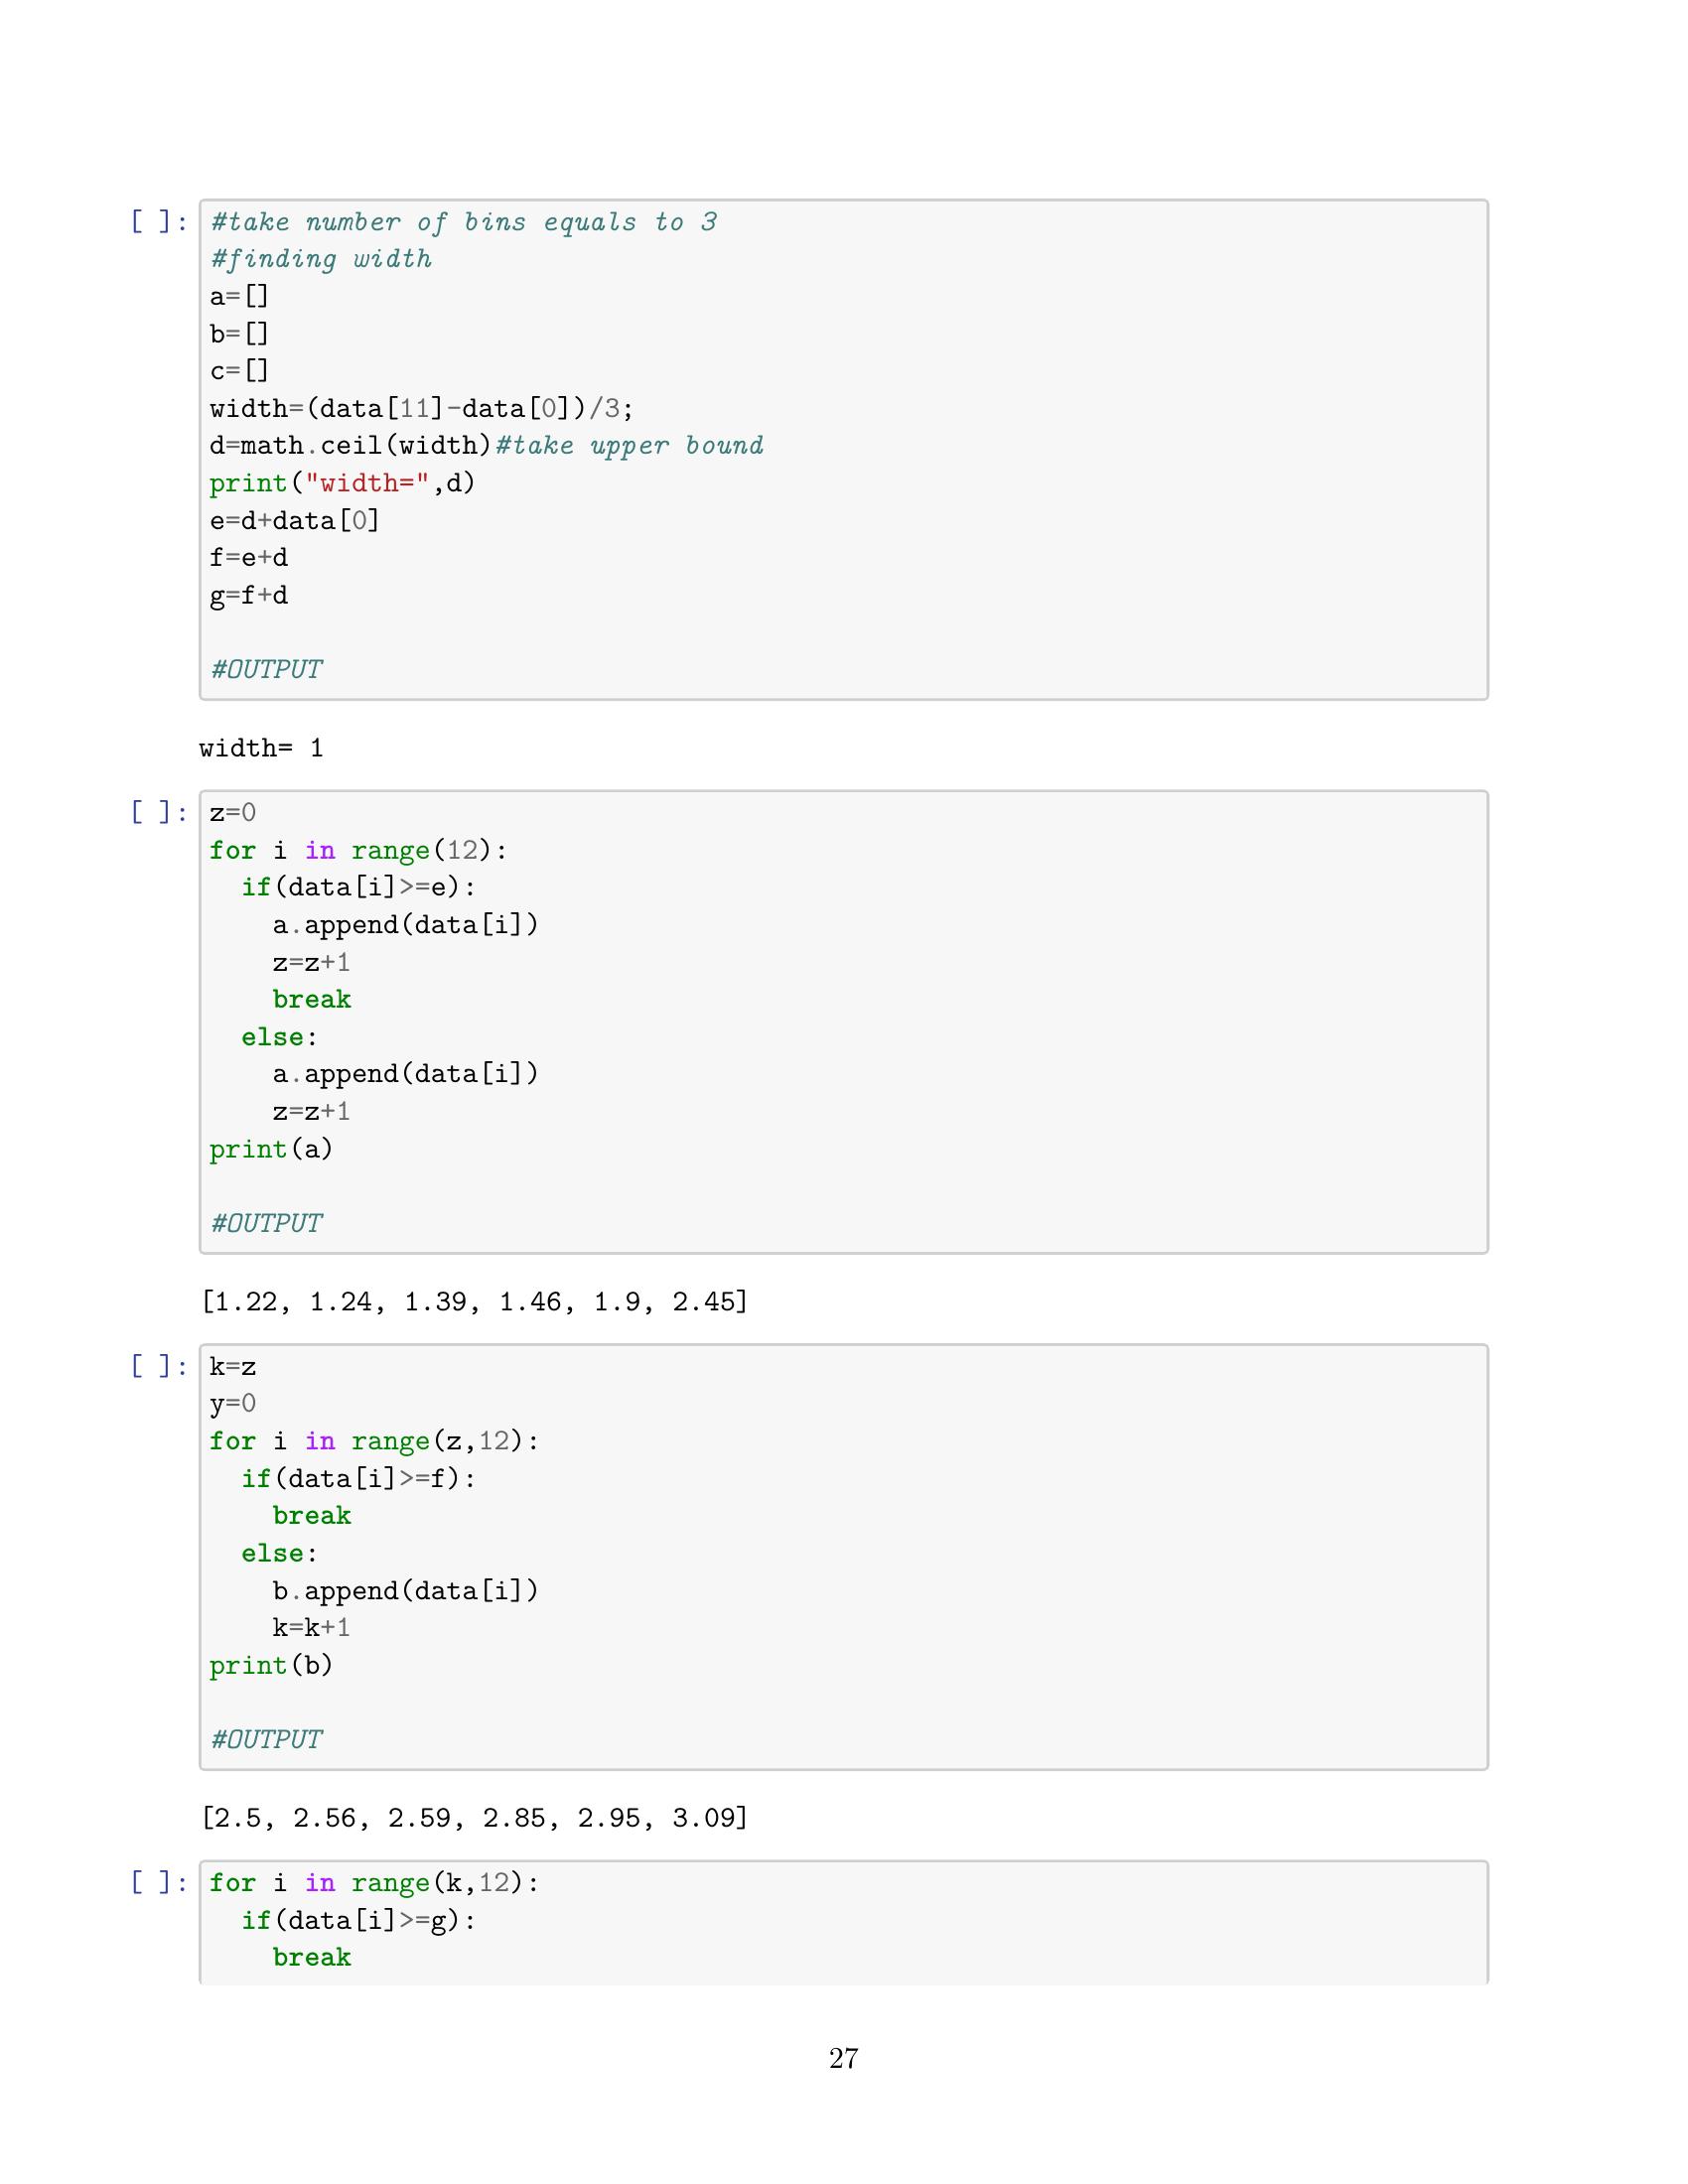 [ ]: #take number of bins equals to 3
#finding width
a=[]
b=[]
c=[]
width=(data[11]-data[0])/3;
d=math.ceil(width)#take upper bound
print("width=",d)
e=d+data[0]
f=e+d
g=f+d

#OUTPUT
width= 1
[ ]: z=0
for i in range(12):
  if(data[i]>=e):
    a.append(data[i])
    z=z+1
    break
  else:
    a.append(data[i])
    z=z+1
print(a)

#OUTPUT
[1.22, 1.24, 1.39, 1.46, 1.9, 2.45]
[ ]: k=z
y=0
for i in range(z,12):
  if(data[i]>=f):
    break
  else:
    b.append(data[i])
    k=k+1
print(b)

#OUTPUT
[2.5, 2.56, 2.59, 2.85, 2.95, 3.09]
[ ]: for i in range(k,12):
  if(data[i]>=g):
    break
27